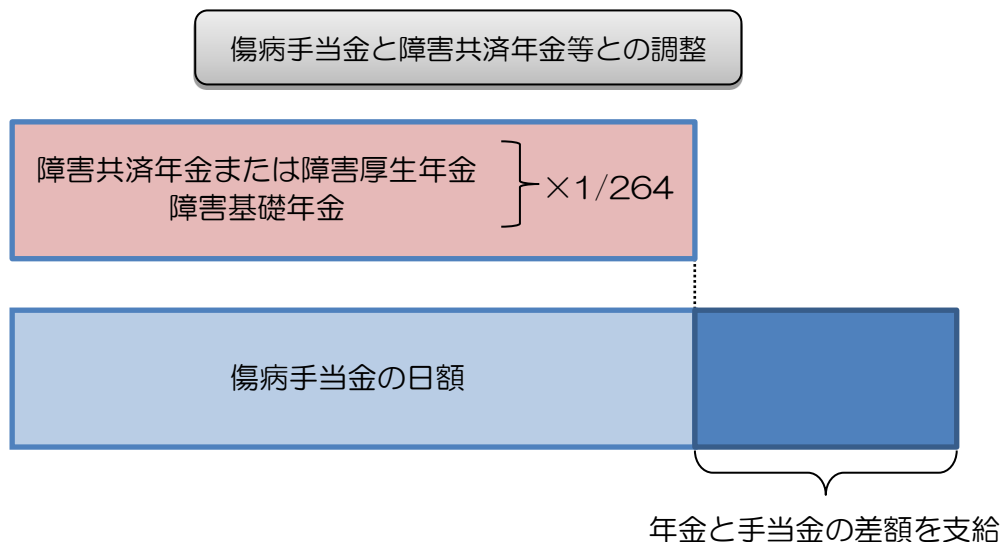 傷病手当金と障害共済年金等との調整
障害共済年金または障害厚生年金
障害基礎年金
×1/264
傷病手当金の日額
年金と手当金の差額を支給